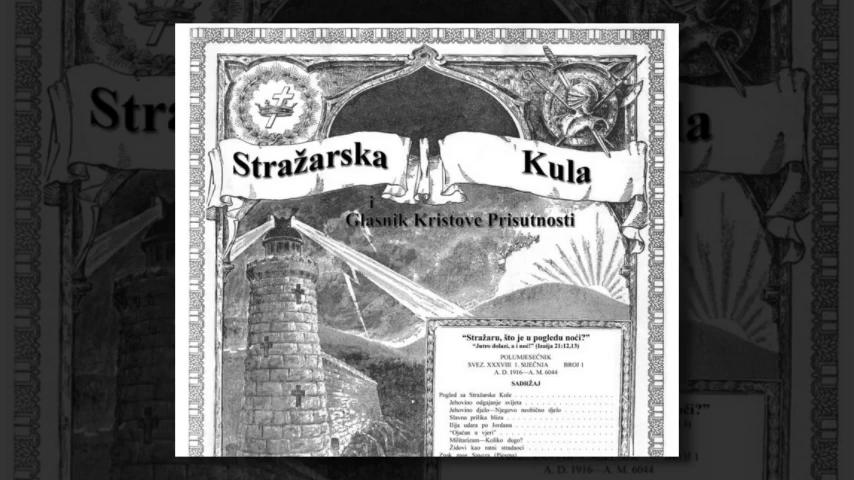 Stražarska Kula
i
Glasnik Kristove Prisutnosti
“Stražaru, što je u pogledu noći?”
“Jutro dolazi, a i noć!” (Izaija 21:12,13)
POLUMJESEČNIK
SVEZ. XXXVIII 1. SIJEČNJA BROJ 1
A. D. 1916—A. M. 6044
SADRŽAJ
Pogled sa Stražarske Kule
Jehovino odgajanje svijeta
Jehovino djelo—Njegovo neobično djelo
Slavna prilika blizu
Ilija udara po Jordanu
“Ojačan u vjeri”
Militarizam—Koliko dugo?
Židovi kao ratni stradnoci